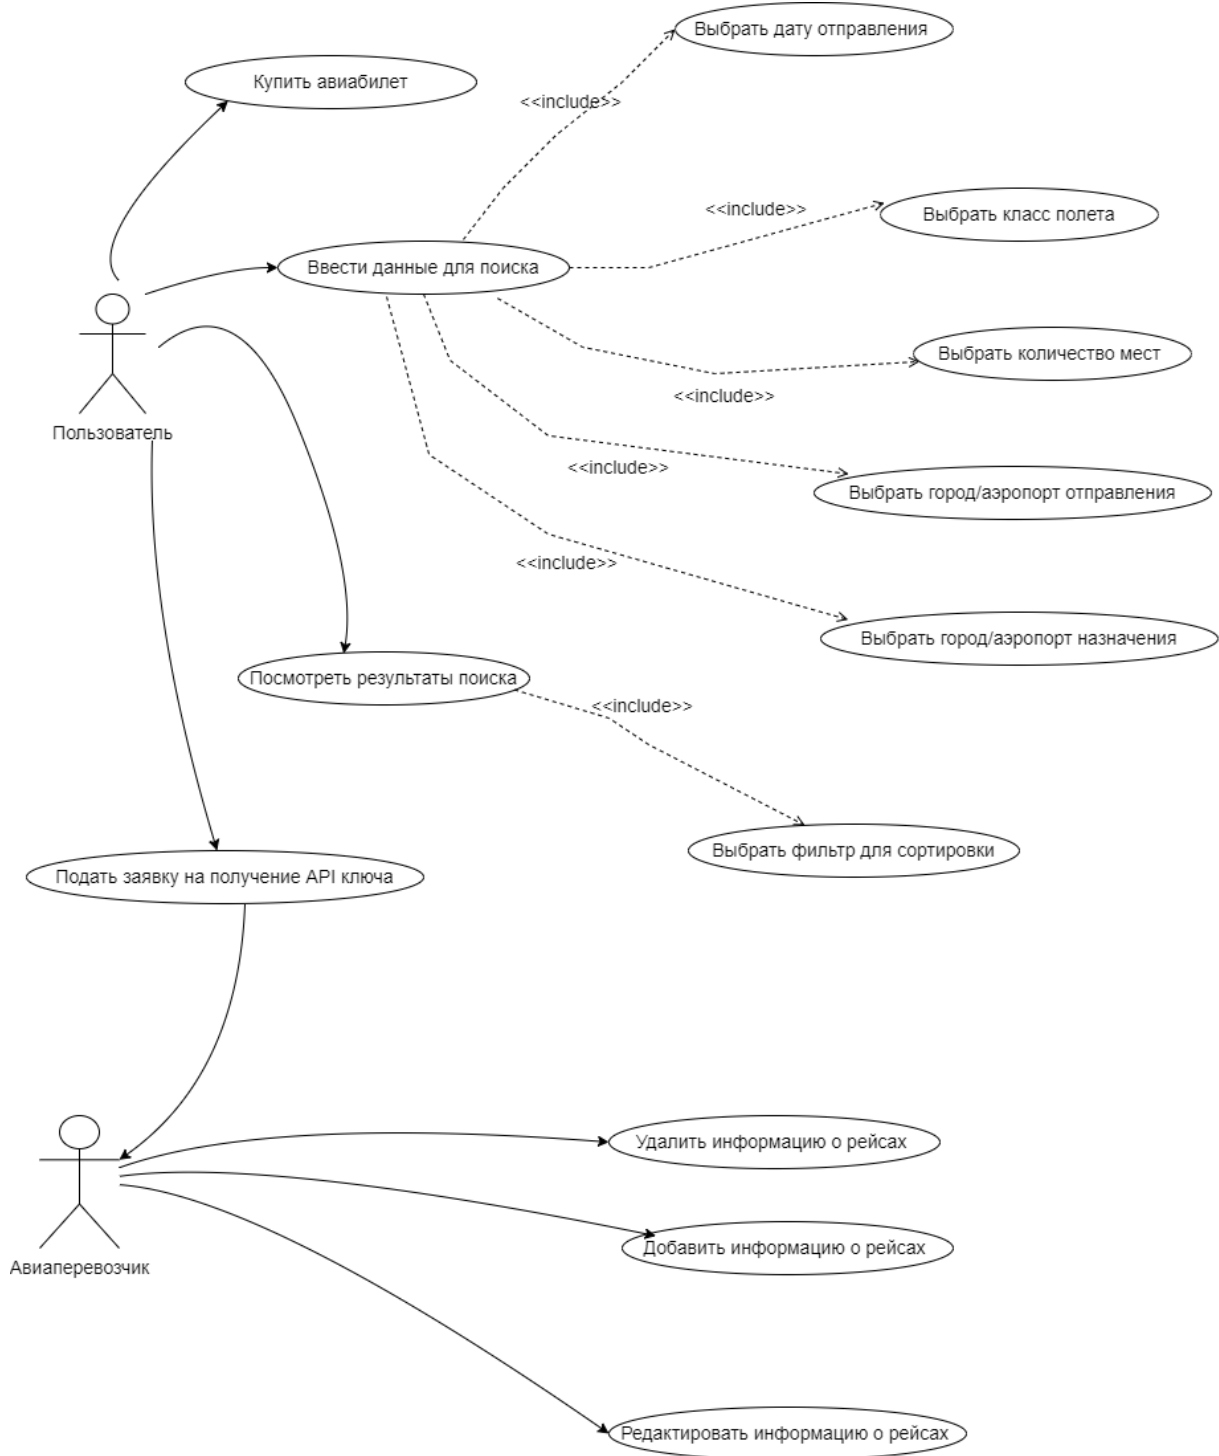 Выбрать дату отправления
Купить авиабилет
<<include>>
<<include>>
Выбрать класс полета
Ввести данные для поиска
Выбрать количество мест
<<include>>
Пользователь
<<include>>
Выбрать город/аэропорт отправления
<<include>>
Выбрать город/аэропорт назначения
Посмотреть результаты поиска
<<include>>
Выбрать фильтр для сортировки
Подать заявку на получение API ключа
Удалить информацию о рейсах
Добавить информацию о рейсах
Авиаперевозчик
Редактировать информацию о рейсах